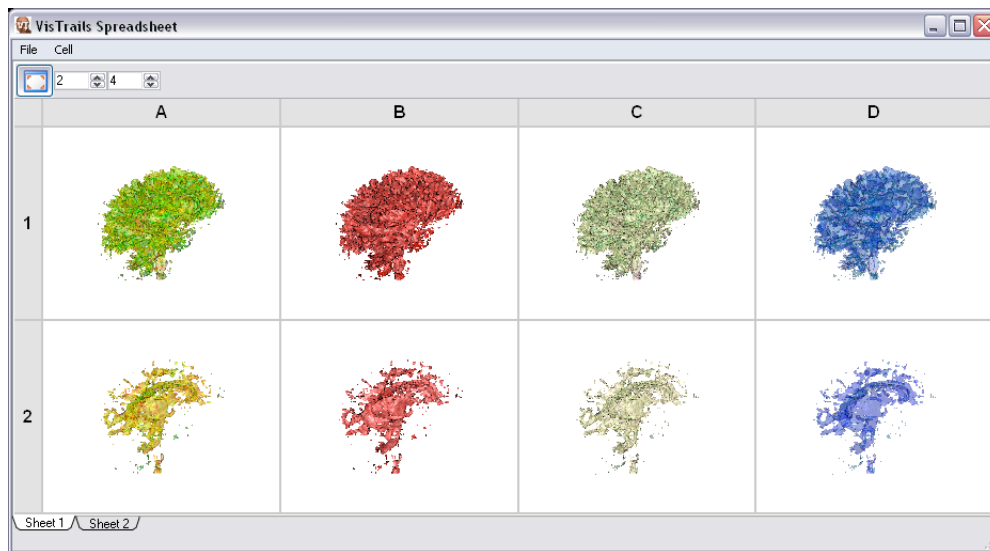 VisTrails Spreadsheet
File Cell
2 4
A B C D
1
2
Sheet 1 Sheet 2